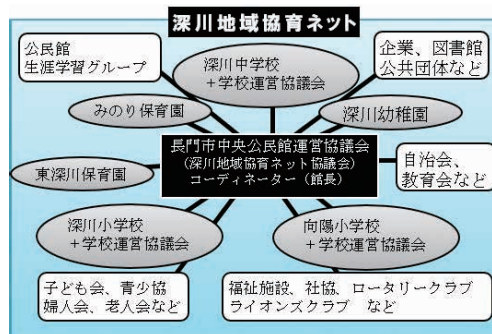 深川地域協育ネット
公民館
生涯学習グループ
深川中学校
＋学校運営協議会
企業、図書館
公共団体など
みのり保育園
深川幼稚園
長門市中央公民館運営協議会
（深川地域協育ネット協議会）
コーディネーター（館長）
東深川保育園
自治会、
教育会など
深川小学校
＋学校運営協議会
向陽小学校
＋学校運営協議会
子ども会、青少協
婦人会、老人会など
福祉施設、社協、ロータリークラブ
ライオンズクラブ　など